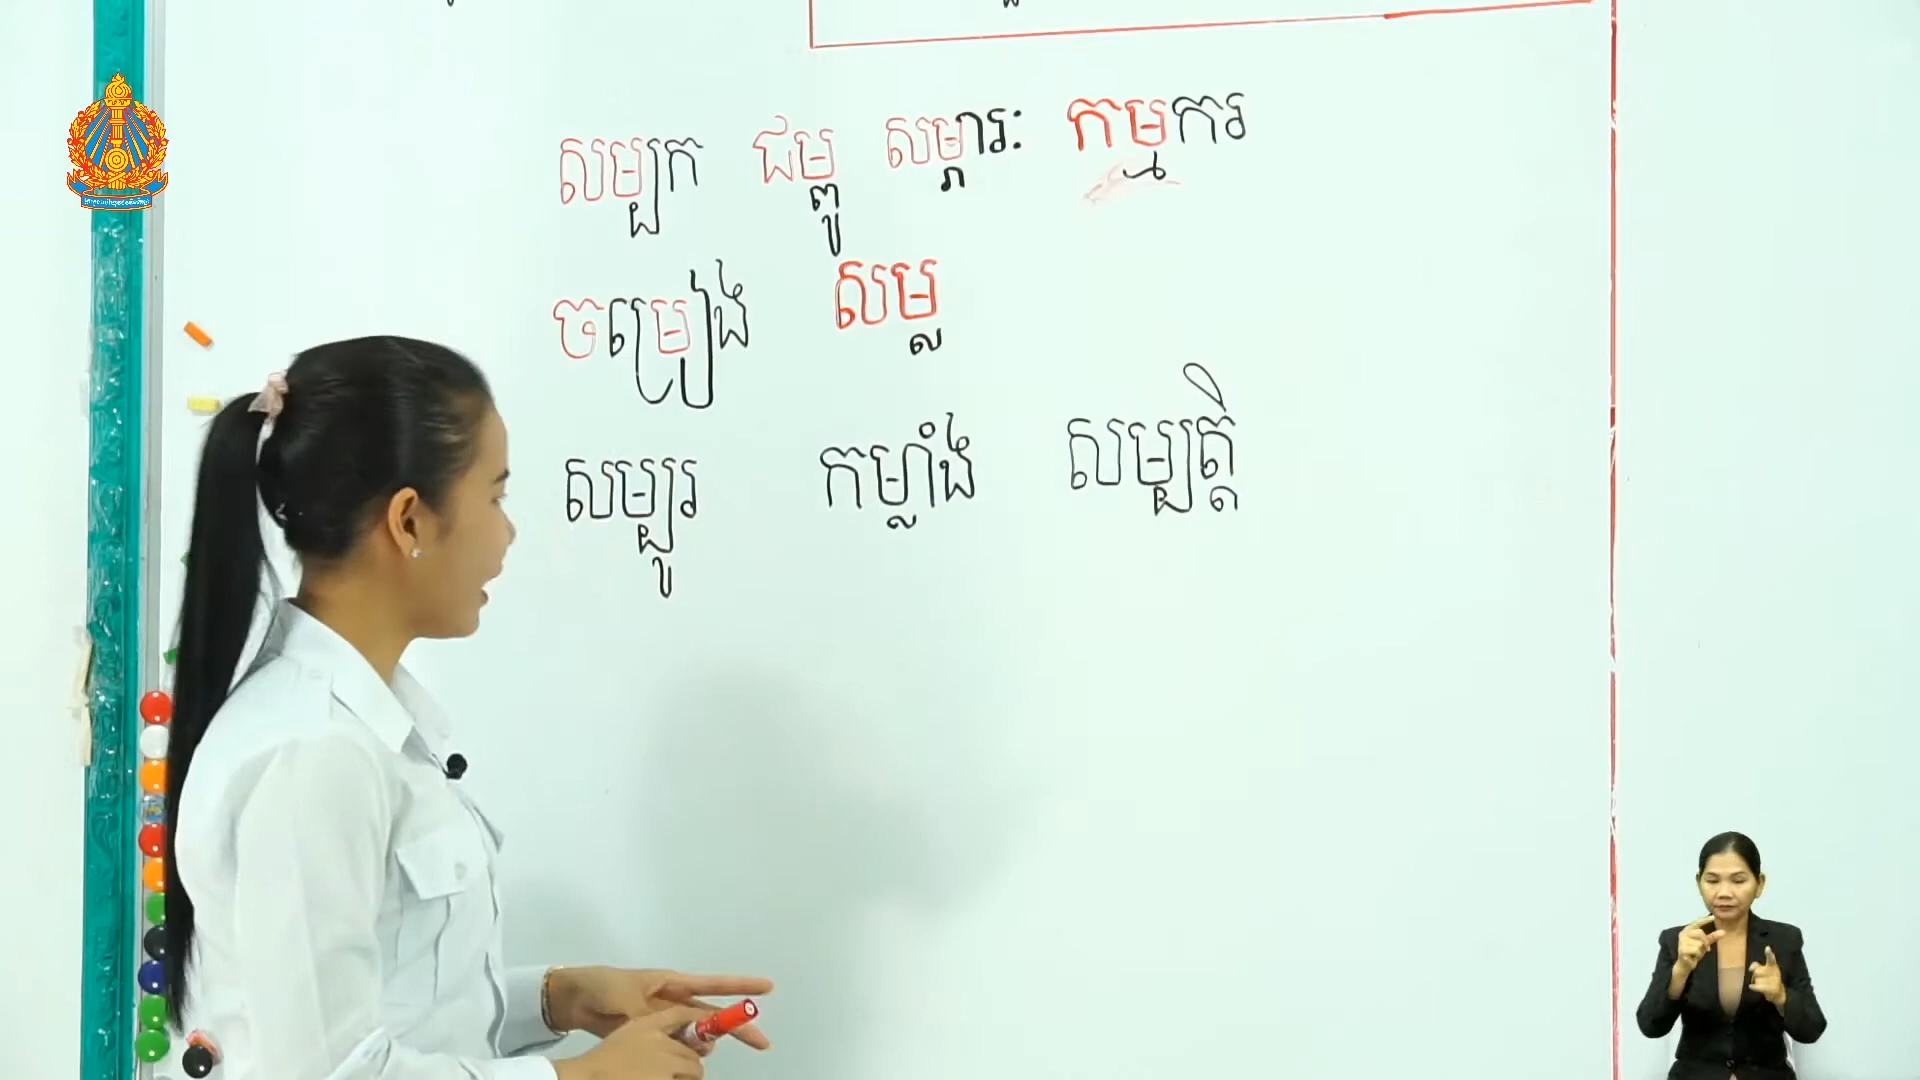 សម្បក ជម្ពូ សម្ភារៈ កម្មករ
ចម្រៀង សម្ល
សម្បូរ កម្លាំង សម្បត្តិ